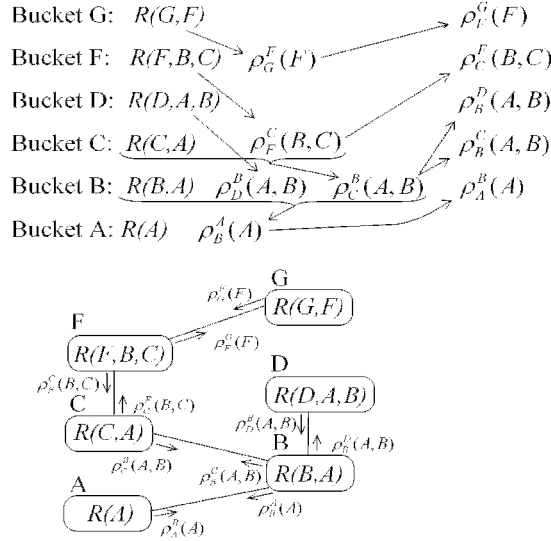 Bucket G: R(G,F) ρ_F^G(F)
Bucket F: R(F,B,C) ρ_G^F(F) ρ_C^F(B,C)
Bucket D: R(D,A,B) ρ_B^D(A,B)
Bucket C: R(C,A) ρ_F^C(B,C) ρ_B^C(A,B)
Bucket B: R(B,A) ρ_D^B(A,B) ρ_C^B(A,B) ρ_A^B(A)
Bucket A: R(A) ρ_B^A(A)
G
R(G,F)
ρ_G^F(F)
ρ_F^G(F)
F
R(F,B,C)
D
R(D,A,B)
ρ_F^C(B,C) ρ_C^F(B,C)
C
R(C,A)
ρ_D^B(A,B) ρ_B^D(A,B)
B
R(B,A)
ρ_C^B(A,B) ρ_B^C(A,B)
A
R(A)
ρ_B^A(A)
ρ_A^B(A)